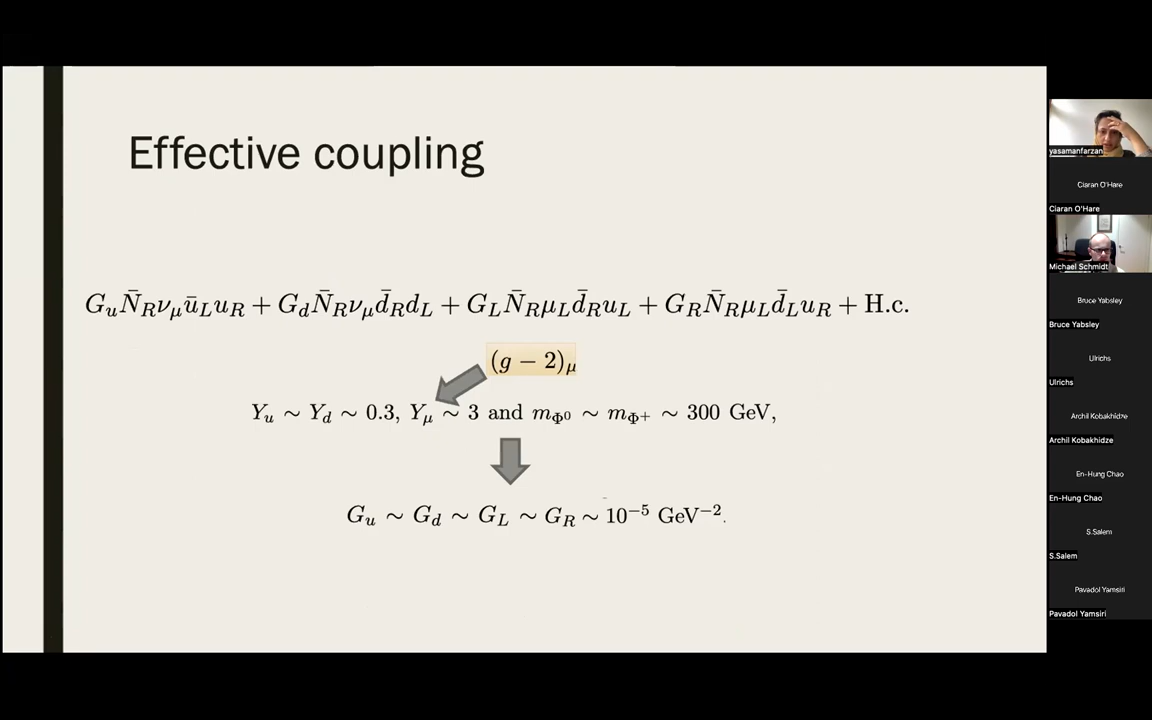 Effective coupling
G_u N̄_R ν_μ ū_L u_R + G_d N̄_R ν_μ d̄_R d_L + G_L N̄_R μ_L d̄_R u_L + G_R N̄_R μ_L d̄_L u_R + H.c.
(g − 2)_μ
Y_u ∼ Y_d ∼ 0.3, Y_μ ∼ 3 and m_Φ⁰ ∼ m_Φ⁺ ∼ 300 GeV,
G_u ∼ G_d ∼ G_L ∼ G_R ∼ 10⁻⁵ GeV⁻².
yasamanfarzan
Ciaran O'Hare
Ciaran O'Hare
Michael Schmidt
Bruce Yabsley
Bruce Yabsley
Ulrichs
Ulrichs
Archil Kobakhidze
Archil Kobakhidze
En-Hung Chao
En-Hung Chao
S.Salem
S.Salem
Pavadol Yamsiri
Pavadol Yamsiri